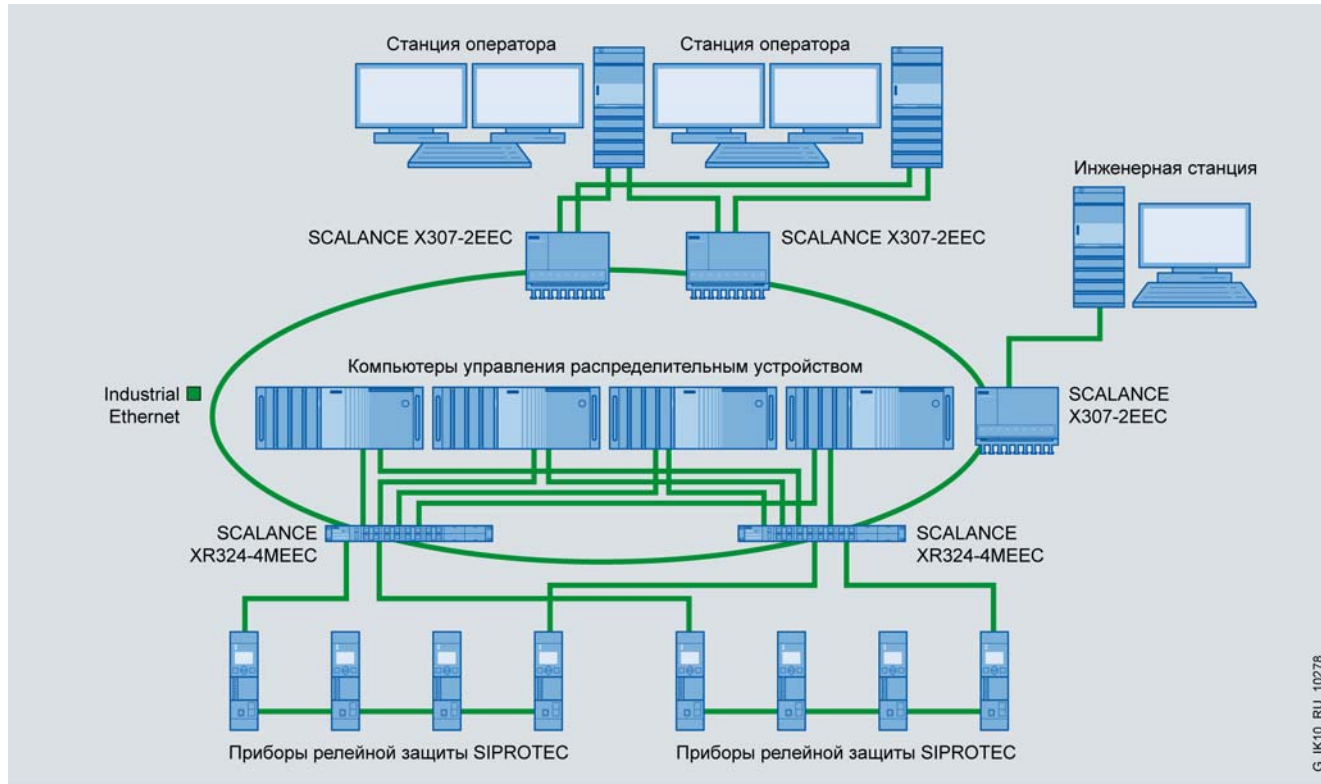 Станция оператора
Станция оператора
Инженерная станция
SCALANCE X307-2EEC
SCALANCE X307-2EEC
Компьютеры управления распределительным устройством
Industrial
Ethernet
SCALANCE
X307-2EEC
SCALANCE
XR324-4MEEC
SCALANCE
XR324-4MEEC
Приборы релейной защиты SIPROTEC
Приборы релейной защиты SIPROTEC
G_IK10_RU_10278